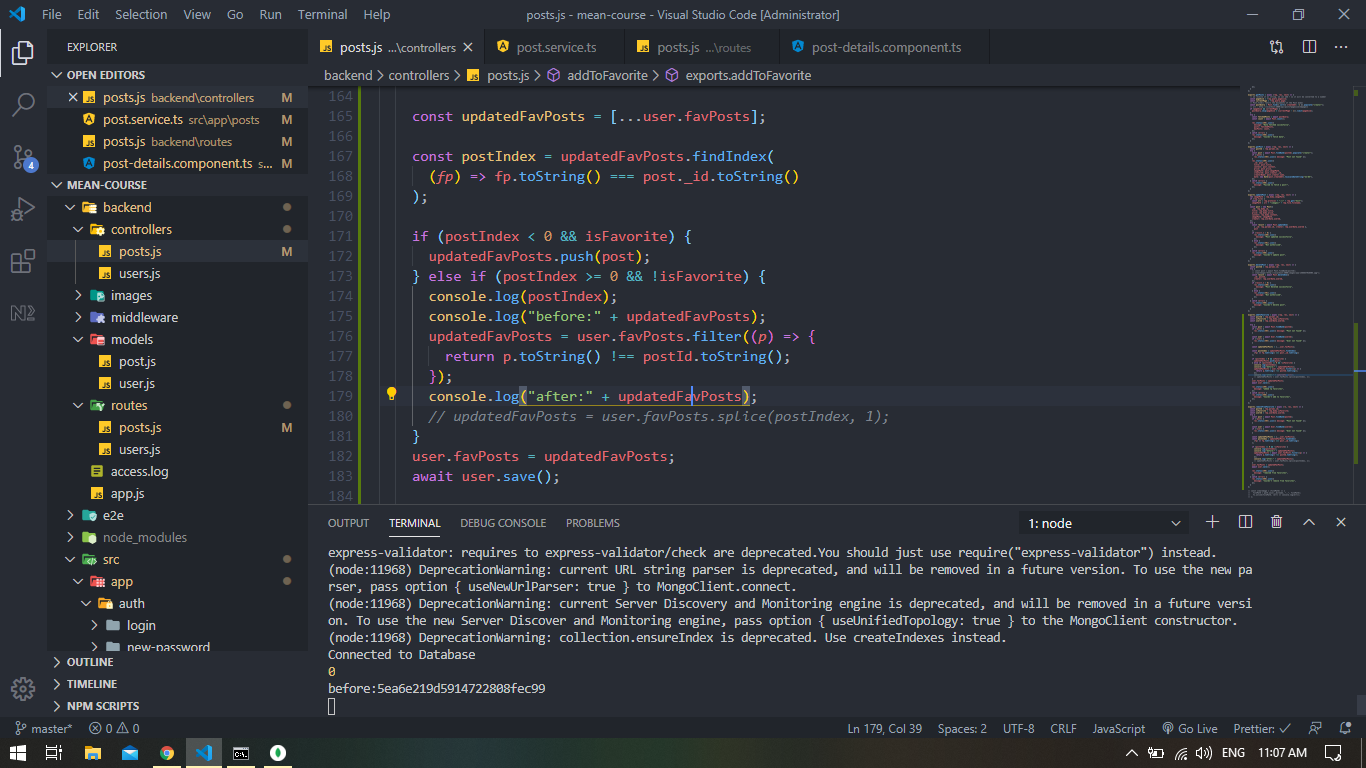 File Edit Selection View Go Run Terminal Help posts.js - mean-course - Visual Studio Code [Administrator]
EXPLORER
OPEN EDITORS
posts.js backend\controllers M
post.service.ts src\app\posts M
posts.js backend\routes M
post-details.component.ts s... M
MEAN-COURSE
backend
controllers
posts.js M
users.js
images
middleware
models
post.js
user.js
routes
posts.js M
users.js
access.log
app.js
e2e
node_modules
src
app
auth
login
new-password
OUTLINE
TIMELINE
NPM SCRIPTS
4
posts.js ...\controllers post.service.ts posts.js ...\routes post-details.component.ts
backend > controllers > posts.js > addToFavorite > exports.addToFavorite
164
165 const updatedFavPosts = [...user.favPosts];
166
167 const postIndex = updatedFavPosts.findIndex(
168 (fp) => fp.toString() === post._id.toString()
169 );
170
171 if (postIndex < 0 && isFavorite) {
172 updatedFavPosts.push(post);
173 } else if (postIndex >= 0 && !isFavorite) {
174 console.log(postIndex);
175 console.log("before:" + updatedFavPosts);
176 updatedFavPosts = user.favPosts.filter((p) => {
177 return p.toString() !== postId.toString();
178 });
179 console.log("after:" + updatedFavPosts);
180 // updatedFavPosts = user.favPosts.splice(postIndex, 1);
181 }
182 user.favPosts = updatedFavPosts;
183 await user.save();
184
OUTPUT TERMINAL DEBUG CONSOLE PROBLEMS 1: node
express-validator: requires to express-validator/check are deprecated.You should just use require("express-validator") instead.
(node:11968) DeprecationWarning: current URL string parser is deprecated, and will be removed in a future version. To use the new pa
rser, pass option { useNewUrlParser: true } to MongoClient.connect.
(node:11968) DeprecationWarning: current Server Discovery and Monitoring engine is deprecated, and will be removed in a future versi
on. To use the new Server Discover and Monitoring engine, pass option { useUnifiedTopology: true } to the MongoClient constructor.
(node:11968) DeprecationWarning: collection.ensureIndex is deprecated. Use createIndexes instead.
Connected to Database
0
before:5ea6e219d5914722808fec99
master* 0 0 Ln 179, Col 39 Spaces: 2 UTF-8 CRLF JavaScript Go Live Prettier: ✓
ENG 11:07 AM